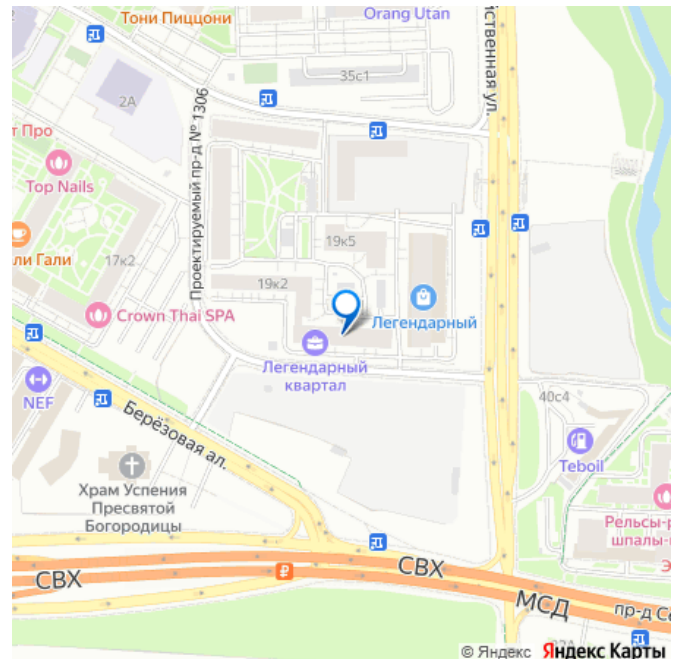 Тони Пиццони
Orang Utan
35с1
2А
йственная ул.
т Про
Top Nails
Проектируемый пр-д № 1306
ли Гали
17к2
19к5
19к2
Crown Thai SPA
Легендарный
Легендарный
квартал
NEF
Берёзовая ал.
40с4
Teboil
Храм Успения
Пресвятой
Богородицы
Рельсы-р
шпалы-
Э
СВХ
СВХ
МСД
пр-д Се
© Яндекс Яндекс Карты